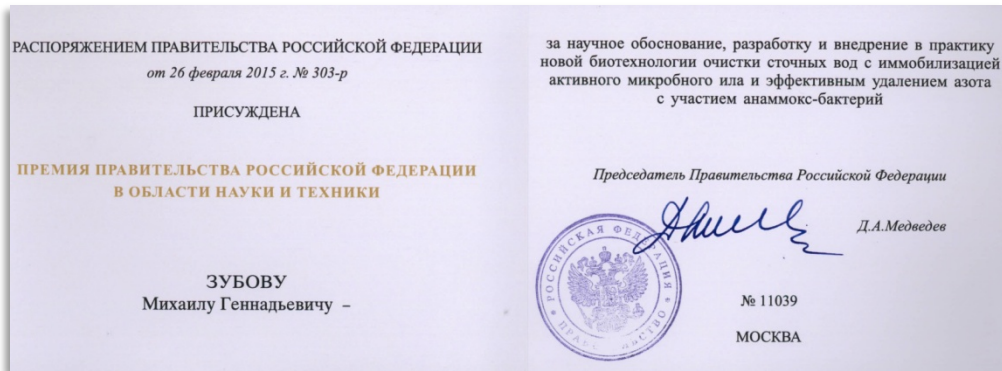 РАСПОРЯЖЕНИЕМ ПРАВИТЕЛЬСТВА РОССИЙСКОЙ ФЕДЕРАЦИИ
от 26 февраля 2015 г. № 303-р
ПРИСУЖДЕНА
ПРЕМИЯ ПРАВИТЕЛЬСТВА РОССИЙСКОЙ ФЕДЕРАЦИИ
В ОБЛАСТИ НАУКИ И ТЕХНИКИ
ЗУБОВУ
Михаилу Геннадьевичу –
за научное обоснование, разработку и внедрение в практику
новой биотехнологии очистки сточных вод с иммобилизацией
активного микробного ила и эффективным удалением азота
с участием анаммокс-бактерий
Председатель Правительства Российской Федерации
Д.А.Медведев
РОССИЙСКАЯ ФЕДЕРАЦИЯ
№ 11039
МОСКВА